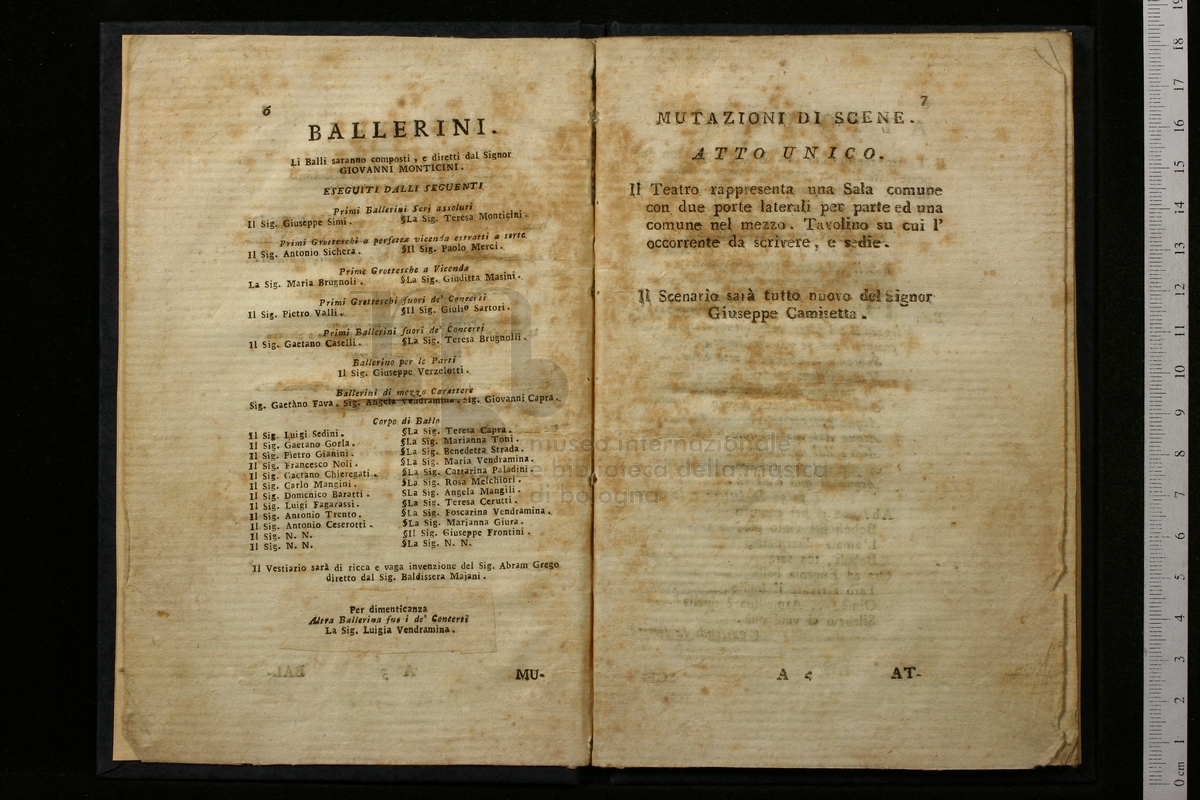 6
BALLERINI.
Li Balli saranno composti, e diretti dal Signor
GIOVANNI MONTICINI.
ESEGUITI DALLI SEGUENTI
Primi Ballerini Serj assoluti
Il Sig. Giuseppe Simi. §La Sig. Teresa Monticini.
Primi Grotteschi a perfetta vicenda estratti a sorte
Il Sig. Antonio Sichera. §Il Sig. Paolo Merci.
Prime Grottesche a Vicenda
La Sig. Maria Brugnoli. §La Sig. Giuditta Masini.
Primi Grotteschi fuori de' Concerti
Il Sig. Pietro Valli. §Il Sig. Giulio Sartori.
Primi Ballerini fuori de' Concerti
Il Sig. Gaetano Caselli. §La Sig. Teresa Brugnolli.
Ballerino per le Parti
Il Sig. Giuseppe Verzelotti.
Ballerini di mezzo Carattere
Sig. Gaetàno Fava. Sig. Angela Vendramina. Sig. Giovanni Capra.
Corpo di Ballo
Il Sig. Luigi Sedini. §La Sig. Teresa Capra.
Il Sig. Gaetano Gorla. §La Sig. Marianna Toni.
Il Sig. Pietro Gianini. §La Sig. Benedetta Strada.
Il Sig. Francesco Noli. §La Sig. Maria Vendramina.
Il Sig. Gaetano Chieregati. §La Sig. Cattarina Paladini.
Il Sig. Carlo Mangini. §La Sig. Rosa Melchiori.
Il Sig. Domenico Baratti. §La Sig. Angela Mangili.
Il Sig. Luigi Fagarassi. §La Sig. Teresa Cerutti.
Il Sig. Antonio Trento. §La Sig. Foscarina Vendramina.
Il Sig. Antonio Ceserotti. §La Sig. Marianna Giura.
Il Sig. N. N. §Il Sig. Giuseppe Frontini.
Il Sig. N. N. §La Sig. N. N.
Il Vestiario sarà di ricca e vaga invenzione del Sig. Abram Grego
diretto dal Sig. Baldissera Majani.
Per dimenticanza
Altra Ballerina fuo i de' Concerti
La Sig. Luigia Vendramina.
MU-
7
MUTAZIONI DI SCENE.
ATTO UNICO.
Il Teatro rappresenta una Sala comune
con due porte laterali per parte ed una
comune nel mezzo. Tavolino su cui l'
occorrente da scrivere, e sedie.
Il Scenario sarà tutto nuovo del Signor
Giuseppe Camisetta.
A 5
AT-
museo internazionale
e biblioteca della musica
di bologna